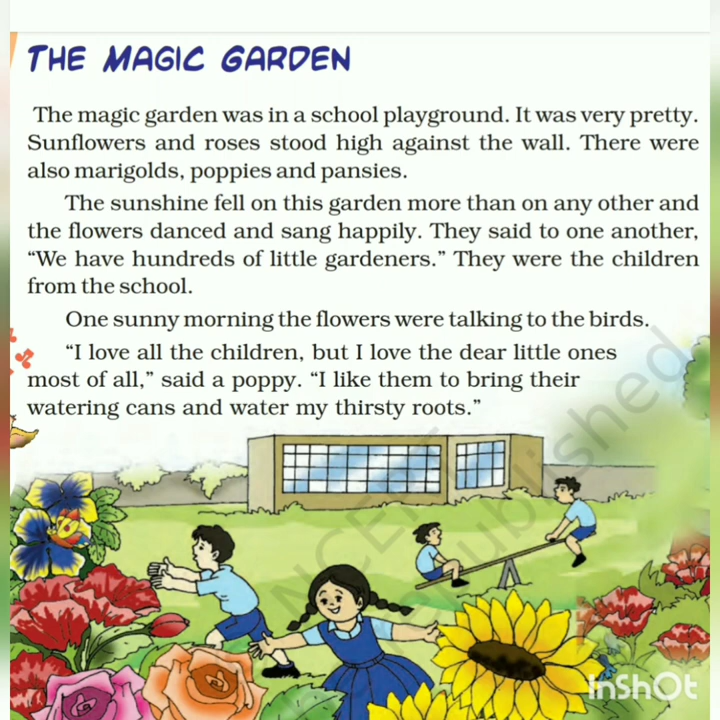 THE MAGIC GARDEN
The magic garden was in a school playground. It was very pretty.
Sunflowers and roses stood high against the wall. There were
also marigolds, poppies and pansies.
The sunshine fell on this garden more than on any other and
the flowers danced and sang happily. They said to one another,
“We have hundreds of little gardeners.” They were the children
from the school.
One sunny morning the flowers were talking to the birds.
“I love all the children, but I love the dear little ones
most of all,” said a poppy. “I like them to bring their
watering cans and water my thirsty roots.”
InShOt